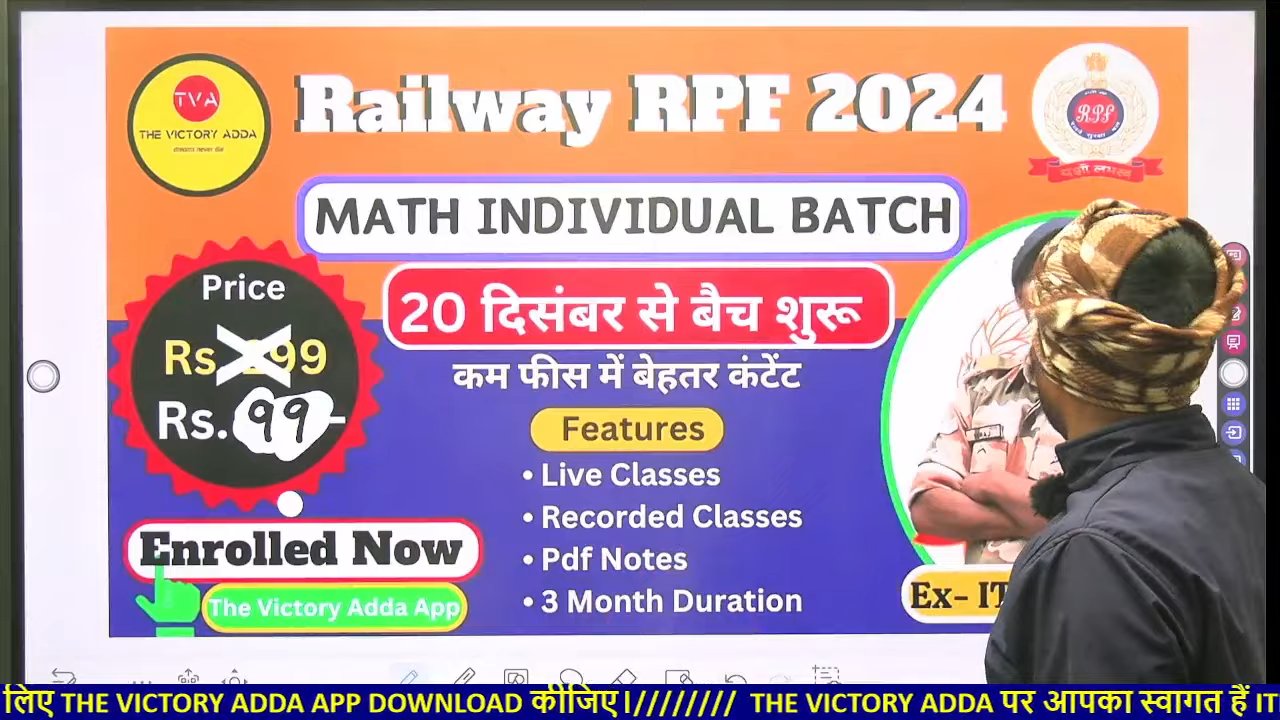 TVA
THE VICTORY ADDA
Railway RPF 2024
RPF
MATH INDIVIDUAL BATCH
20 दिसंबर से बैच शुरू
कम फीस में बेहतर कंटेंट
Price
Rs. 99
Rs. 99
Features
• Live Classes
• Recorded Classes
• Pdf Notes
• 3 Month Duration
Enrolled Now
The Victory Adda App
Ex- IT
लिए THE VICTORY ADDA APP DOWNLOAD कीजिए।//////// THE VICTORY ADDA पर आपका स्वागत हैं IT